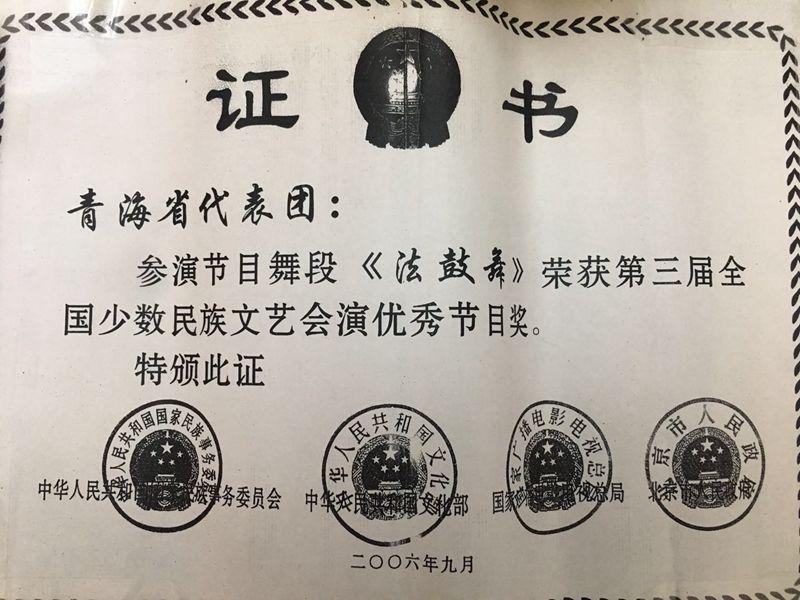 证书
青海省代表团：
参演节目舞段《法鼓舞》荣获第三届全
国少数民族文艺会演优秀节目奖。
特颁此证
中华人民共和国国家民族事务委员会
中华人民共和国文化部
国家广播电影电视总局
北京市人民政府
二〇〇六年九月